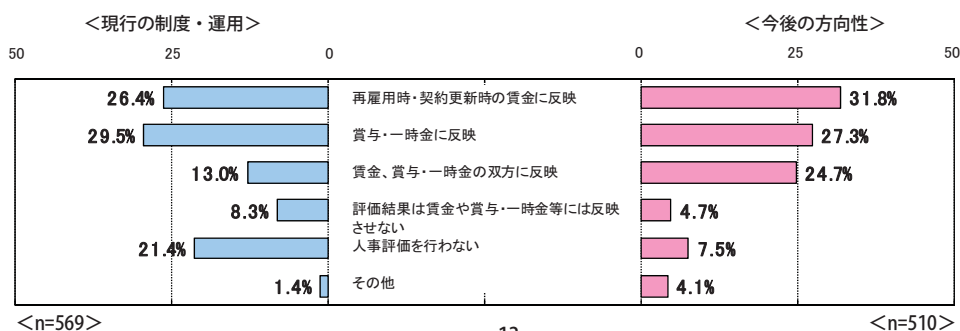 ＜現行の制度・運用＞ ＜今後の方向性＞
50 25 0 0 25 50
26.4% 再雇用時・契約更新時の賃金に反映 31.8%
29.5% 賞与・一時金に反映 27.3%
13.0% 賃金、賞与・一時金の双方に反映 24.7%
8.3% 評価結果は賃金や賞与・一時金等には反映 4.7%
させない
21.4% 人事評価を行わない 7.5%
1.4% その他 4.1%
＜n=569＞ ＜n=510＞